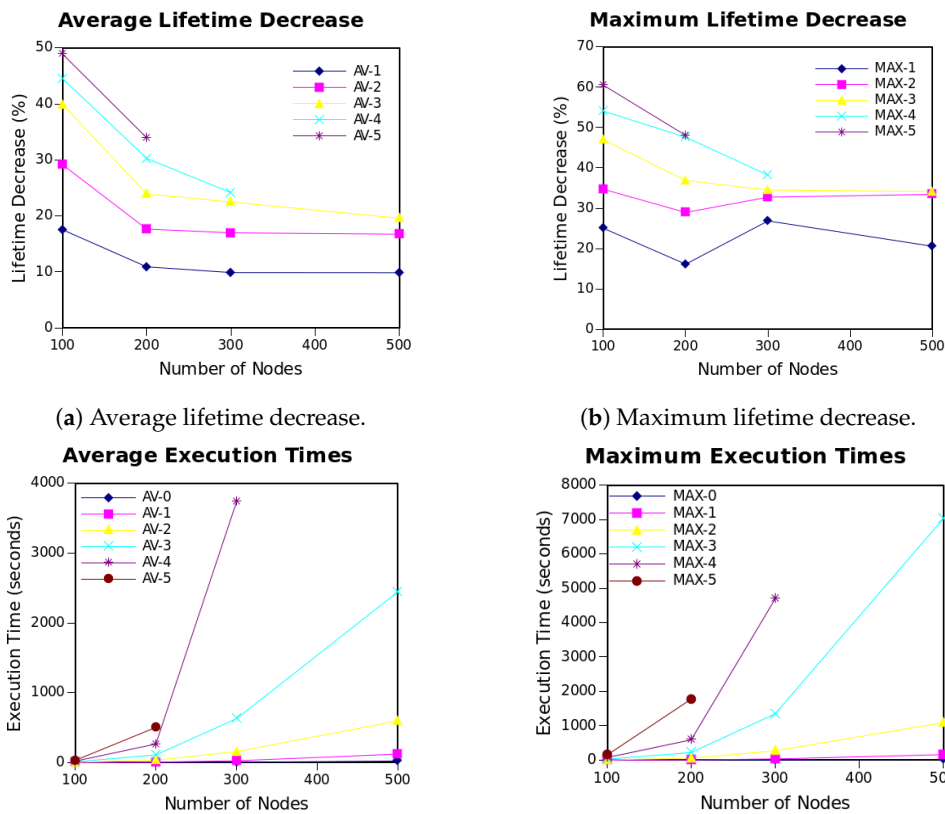 Average Lifetime Decrease
50
40
30
20
10
0
Lifetime Decrease (%)
AV-1
AV-2
AV-3
AV-4
AV-5
100 200 300 400 500
Number of Nodes
(a) Average lifetime decrease.
Maximum Lifetime Decrease
70
60
50
40
30
20
10
0
Lifetime Decrease (%)
MAX-1
MAX-2
MAX-3
MAX-4
MAX-5
100 200 300 400 500
Number of Nodes
(b) Maximum lifetime decrease.
Average Execution Times
4000
3000
2000
1000
0
Execution Time (seconds)
AV-0
AV-1
AV-2
AV-3
AV-4
AV-5
100 200 300 400 500
Number of Nodes
Maximum Execution Times
8000
7000
6000
5000
4000
3000
2000
1000
0
Execution Time (seconds)
MAX-0
MAX-1
MAX-2
MAX-3
MAX-4
MAX-5
100 200 300 400 500
Number of Nodes